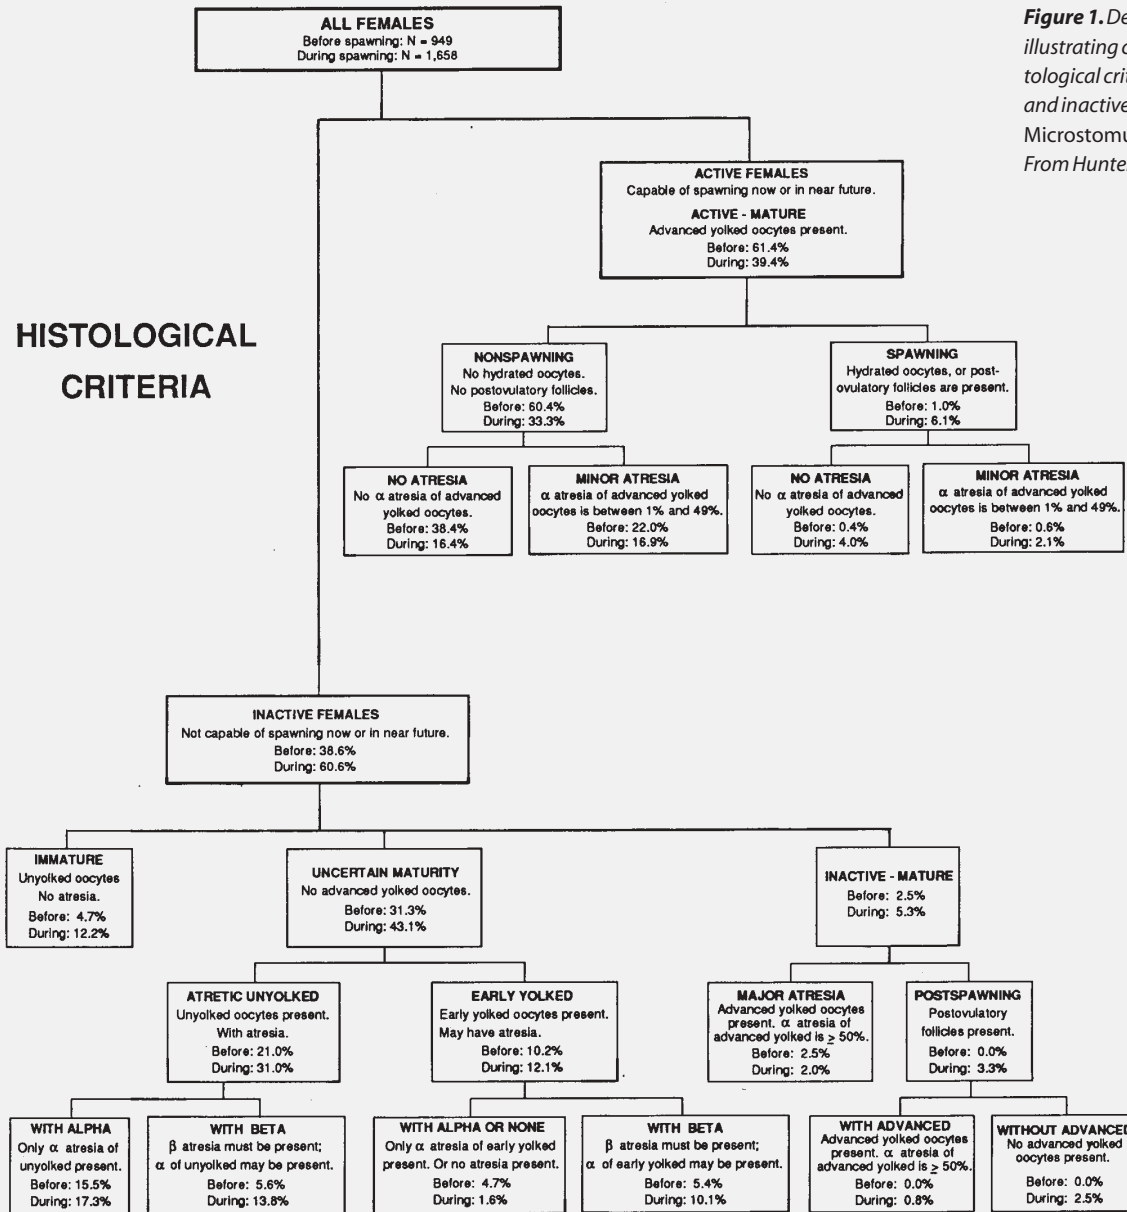 ALL FEMALES
Before spawning: N = 949
During spawning: N = 1,658
Figure 1. De
illustrating
tological crit
and inactive
Microstomu
From Hunte
ACTIVE FEMALES
Capable of spawning now or in near future.
ACTIVE - MATURE
Advanced yolked oocytes present.
Before: 61.4%
During: 39.4%
HISTOLOGICAL
CRITERIA
NONSPAWNING
No hydrated oocytes.
No postovulatory follicles.
Before: 60.4%
During: 33.3%
SPAWNING
Hydrated oocytes, or post-
ovulatory follicles are present.
Before: 1.0%
During: 6.1%
NO ATRESIA
No α atresia of advanced
yolked oocytes.
Before: 38.4%
During: 16.4%
MINOR ATRESIA
α atresia of advanced yolked
oocytes is between 1% and 49%.
Before: 22.0%
During: 16.9%
NO ATRESIA
No α atresia of advanced
yolked oocytes.
Before: 0.4%
During: 4.0%
MINOR ATRESIA
α atresia of advanced yolked
oocytes is between 1% and 49%.
Before: 0.6%
During: 2.1%
INACTIVE FEMALES
Not capable of spawning now or in near future.
Before: 38.6%
During: 60.6%
IMMATURE
Unyolked oocytes
No atresia.
Before: 4.7%
During: 12.2%
UNCERTAIN MATURITY
No advanced yolked oocytes.
Before: 31.3%
During: 43.1%
INACTIVE - MATURE
Before: 2.5%
During: 5.3%
ATRETIC UNYOLKED
Unyolked oocytes present.
With atresia.
Before: 21.0%
During: 31.0%
EARLY YOLKED
Early yolked oocytes present.
May have atresia.
Before: 10.2%
During: 12.1%
MAJOR ATRESIA
Advanced yolked oocytes
present. α atresia of
advanced yolked is ≥ 50%.
Before: 2.5%
During: 2.0%
POSTSPAWNING
Postovulatory
follicles present.
Before: 0.0%
During: 3.3%
WITH ALPHA
Only α atresia of
unyolked present.
Before: 15.5%
During: 17.3%
WITH BETA
β atresia must be present;
α of unyolked may be present.
Before: 5.6%
During: 13.8%
WITH ALPHA OR NONE
Only α atresia of early yolked
present. Or no atresia present.
Before: 4.7%
During: 1.6%
WITH BETA
β atresia must be present;
α of early yolked may be present.
Before: 5.4%
During: 10.1%
WITH ADVANCED
Advanced yolked oocytes
present. α atresia of
advanced yolked is ≥ 50%.
Before: 0.0%
During: 0.8%
WITHOUT ADVANCED
No advanced yolked
oocytes present.
Before: 0.0%
During: 2.5%